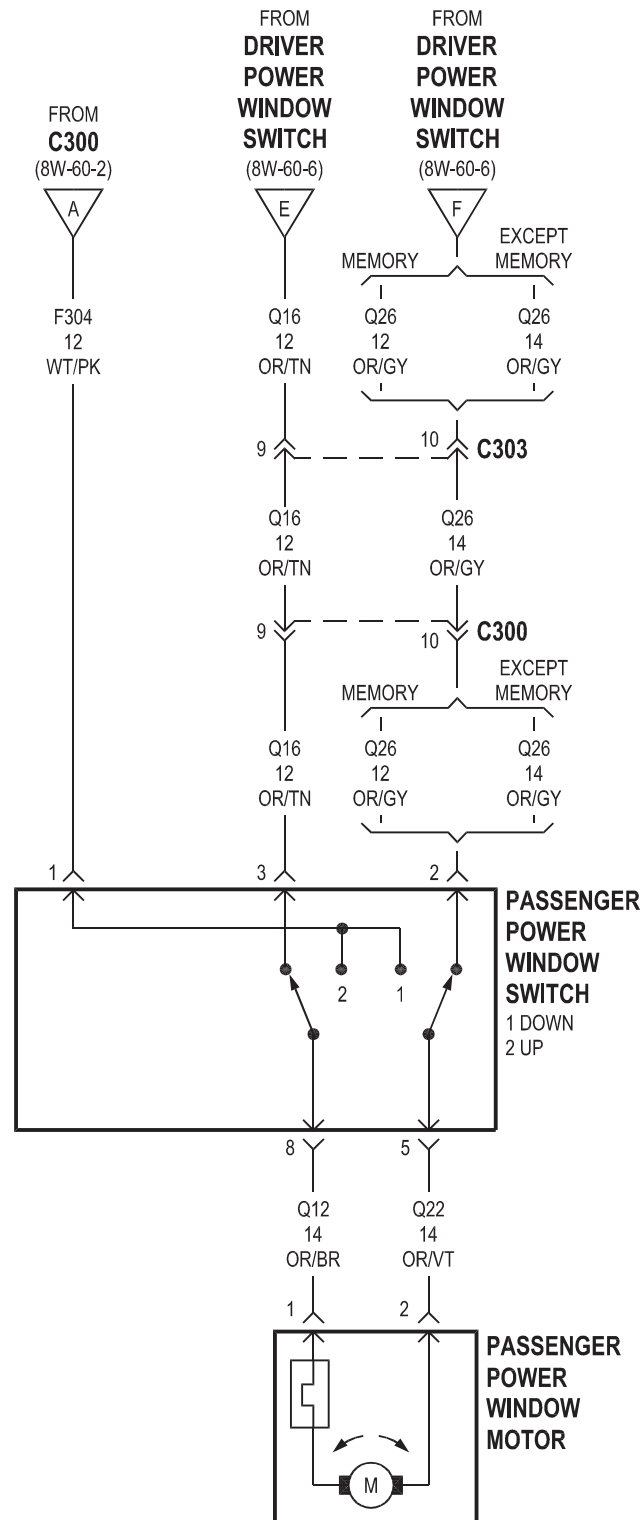 FROM
C300
(8W-60-2)
A
FROM
DRIVER
POWER
WINDOW
SWITCH
(8W-60-6)
E
FROM
DRIVER
POWER
WINDOW
SWITCH
(8W-60-6)
F
MEMORY
EXCEPT
MEMORY
F304
12
WT/PK
Q16
12
OR/TN
Q26
12
OR/GY
Q26
14
OR/GY
9
10
C303
Q16
12
OR/TN
Q26
14
OR/GY
9
10
C300
MEMORY
EXCEPT
MEMORY
Q16
12
OR/TN
Q26
12
OR/GY
Q26
14
OR/GY
1
3
2
PASSENGER
POWER
WINDOW
SWITCH
1 DOWN
2 UP
2
1
8
5
Q12
14
OR/BR
Q22
14
OR/VT
1
2
PASSENGER
POWER
WINDOW
MOTOR
M